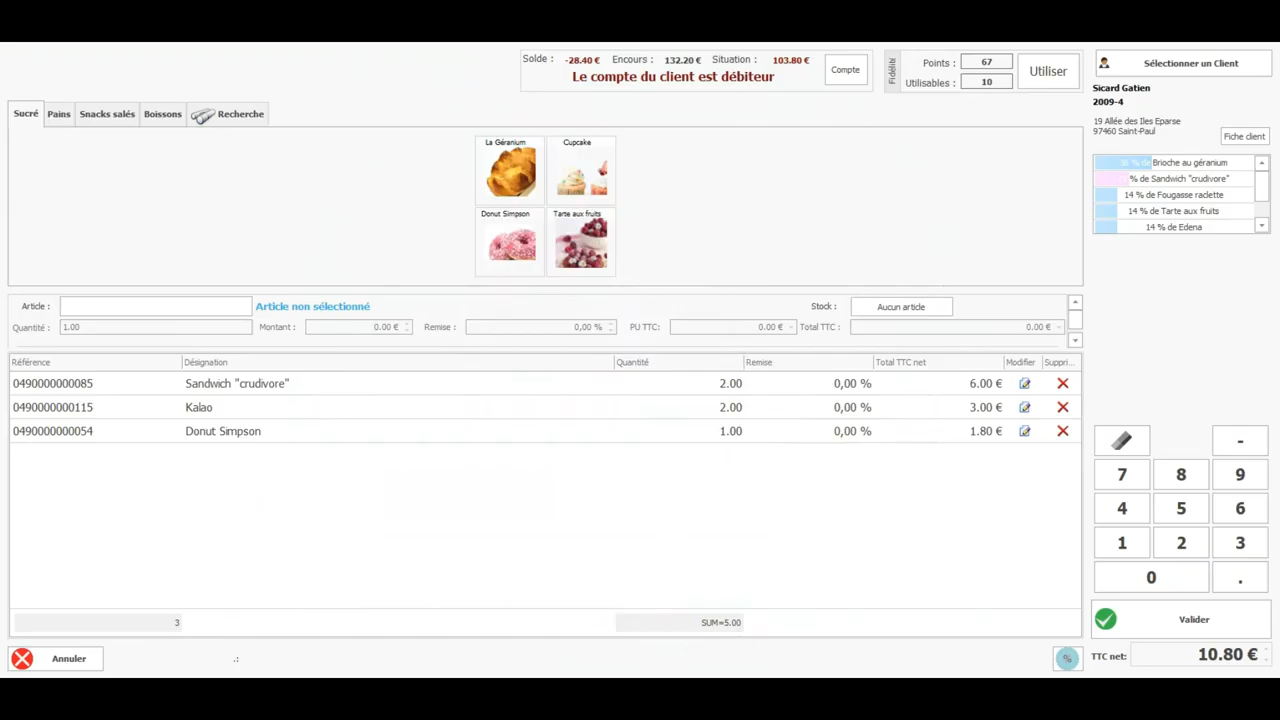 Solde : -28.40 € Encours : 132.20 € Situation : 103.80 €
Le compte du client est débiteur
Compte
Fidélité
Points : 67
Utilisables : 10
Utiliser
Sélectionner un Client
Sicard Gatien
2009-4
19 Allée des Iles Eparse
97460 Saint-Paul
Fiche client
Sucré Pains Snacks salés Boissons Recherche
La Géranium Cupcake
Donut Simpson Tarte aux fruits
% de Brioche au géranium
% de Sandwich "crudivore"
14 % de Fougasse raclette
14 % de Tarte aux fruits
14 % de Edena
Article : Article non sélectionné Stock : Aucun article
Quantité : 1.00 Montant : 0.00 € Remise : 0,00 % PU TTC: 0.00 € Total TTC : 0.00 €
Référence Désignation Quantité Remise Total TTC net Modifier Suppri...
0490000000085 Sandwich "crudivore" 2.00 0,00 % 6.00 €
0490000000115 Kalao 2.00 0,00 % 3.00 €
0490000000054 Donut Simpson 1.00 0,00 % 1.80 €
3 SUM=5.00
-
7 8 9
4 5 6
1 2 3
0 .
Valider
Annuler .: % TTC net: 10.80 €